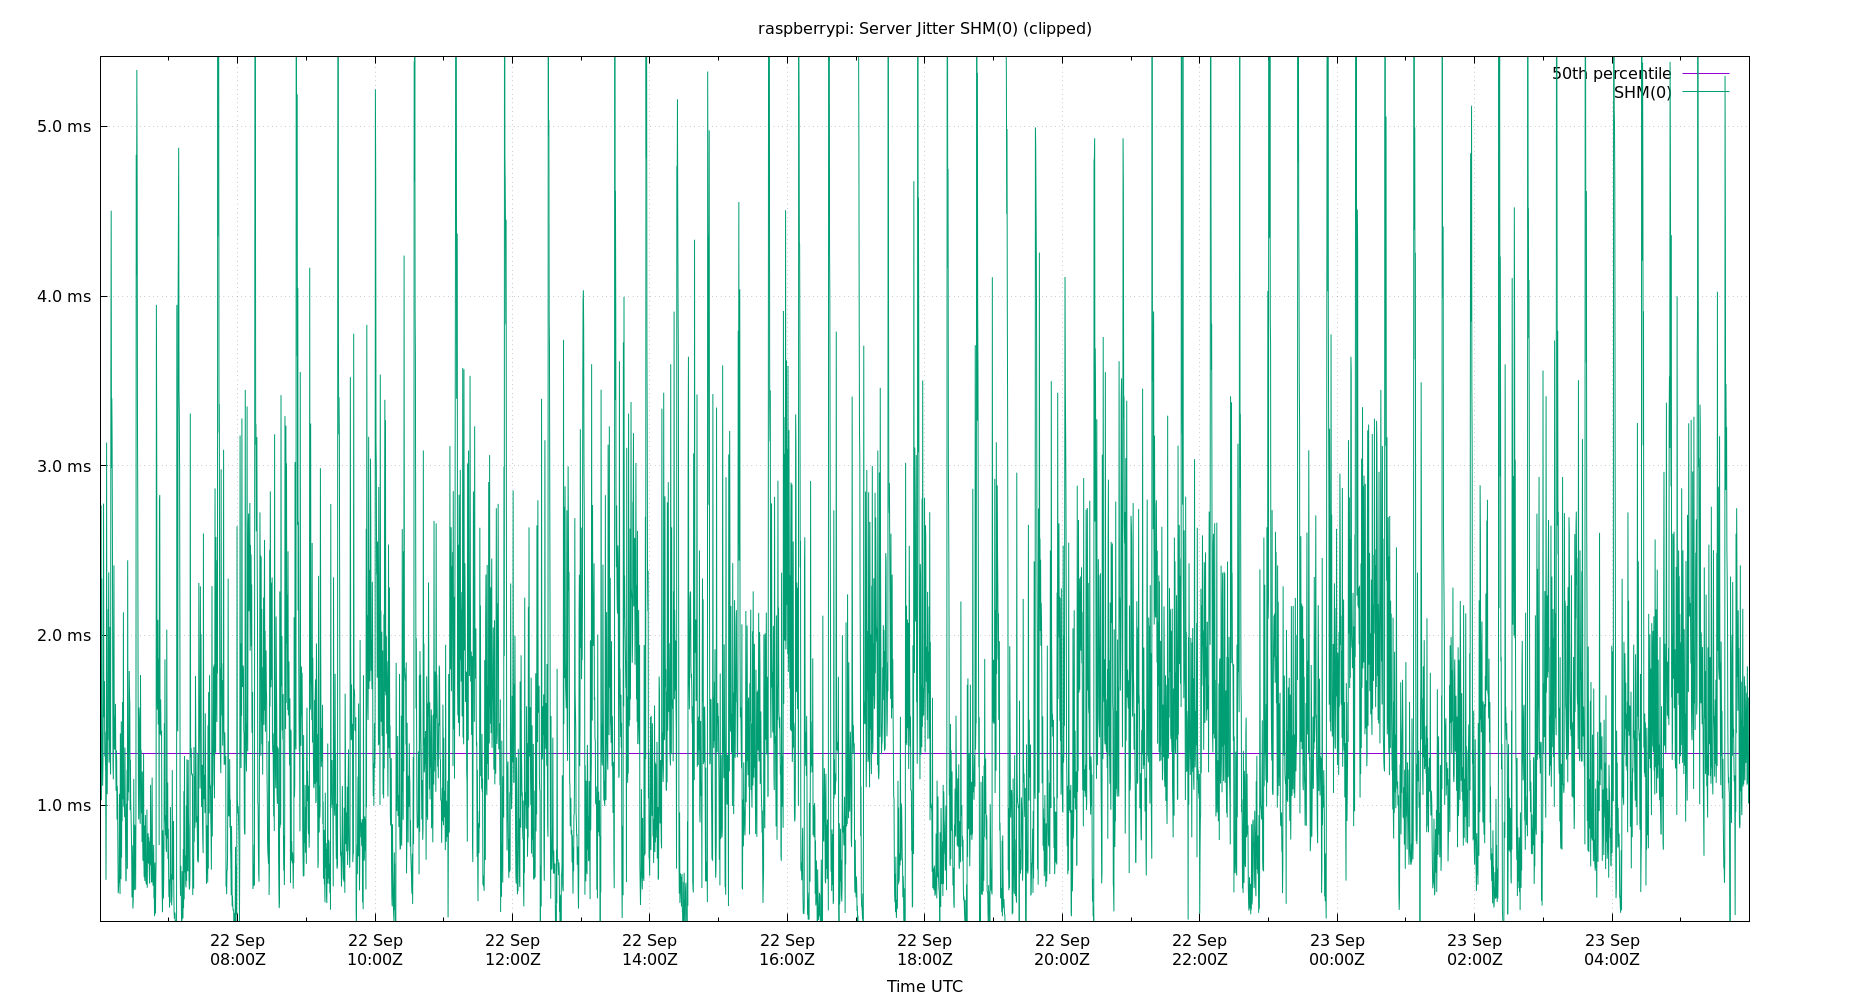 raspberrypi: Server Jitter SHM(0) (clipped)
50th percentile
SHM(0)
5.0 ms
4.0 ms
3.0 ms
2.0 ms
1.0 ms
22 Sep 22 Sep 22 Sep 22 Sep 22 Sep 22 Sep 22 Sep 22 Sep 23 Sep 23 Sep 23 Sep
08:00Z 10:00Z 12:00Z 14:00Z 16:00Z 18:00Z 20:00Z 22:00Z 00:00Z 02:00Z 04:00Z
Time UTC